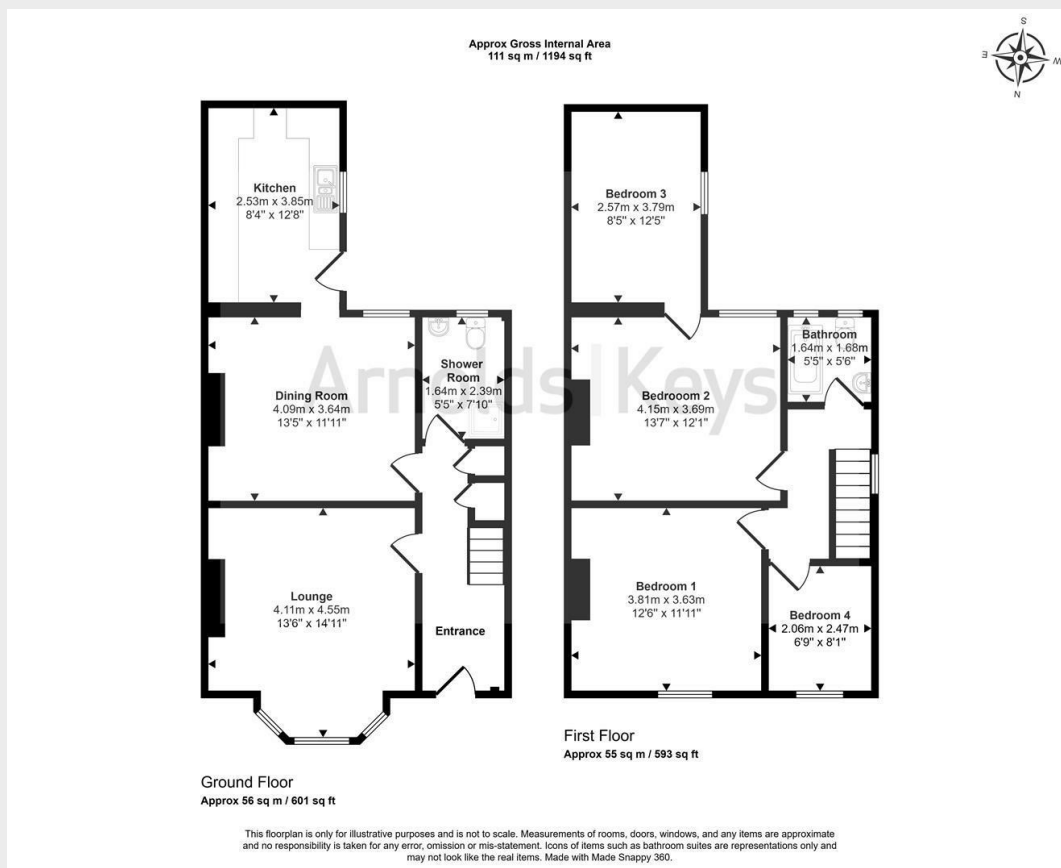 Approx Gross Internal Area
111 sq m / 1194 sq ft
S
E
W
N
Kitchen
2.53m x 3.85m
8'4" x 12'8"
Dining Room
4.09m x 3.64m
13'5" x 11'11"
Shower
Room
1.64m x 2.39m
5'5" x 7'10"
Lounge
4.11m x 4.55m
13'6" x 14'11"
Entrance
Ground Floor
Approx 56 sq m / 601 sq ft
Bedroom 3
2.57m x 3.79m
8'5" x 12'5"
Bathroom
1.64m x 1.68m
5'5" x 5'6"
Bedrooom 2
4.15m x 3.69m
13'7" x 12'1"
Bedroom 1
3.81m x 3.63m
12'6" x 11'11"
Bedroom 4
2.06m x 2.47m
6'9" x 8'1"
First Floor
Approx 55 sq m / 593 sq ft
Arnolds | Keys
This floorplan is only for illustrative purposes and is not to scale. Measurements of rooms, doors, windows, and any items are approximate
and no responsibility is taken for any error, omission or mis-statement. Icons of items such as bathroom suites are representations only and
may not look like the real items. Made with Made Snappy 360.